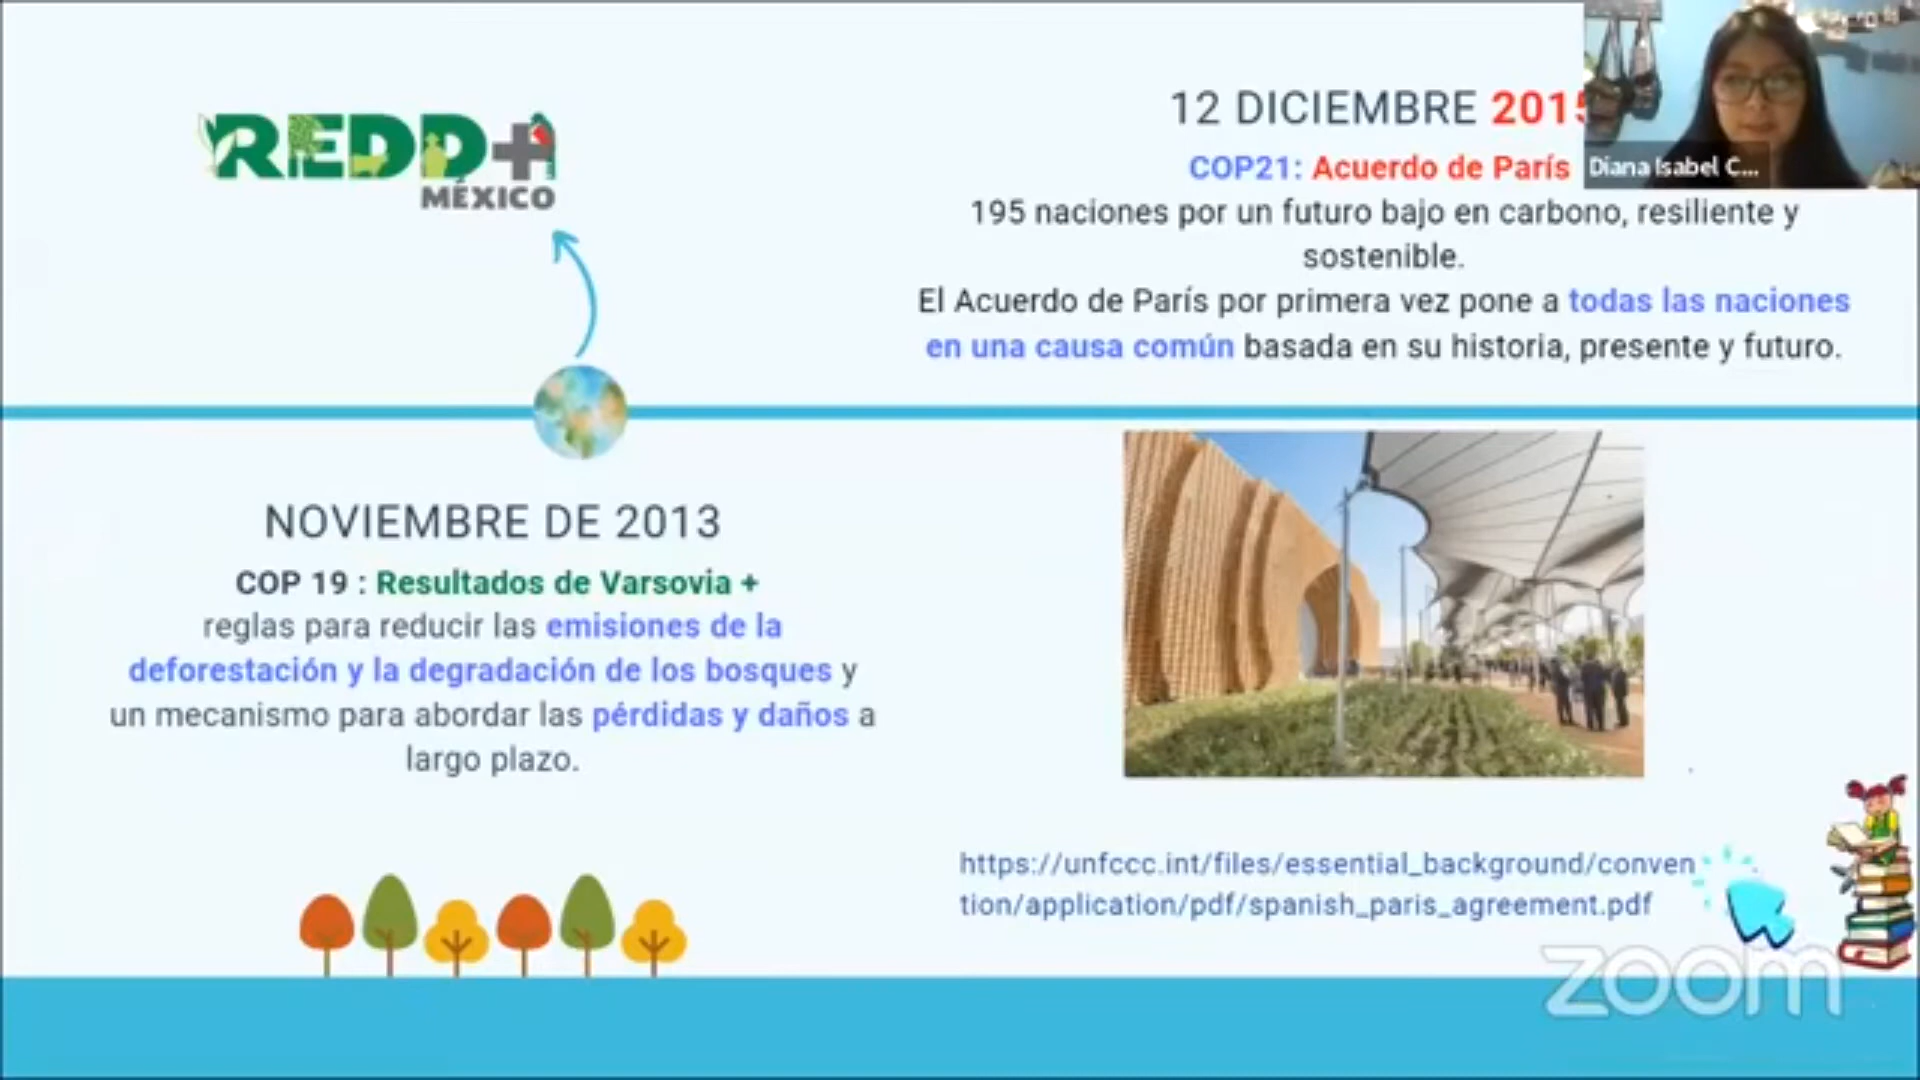 REDD+
MÉXICO
NOVIEMBRE DE 2013
COP 19 : Resultados de Varsovia +
reglas para reducir las emisiones de la
deforestación y la degradación de los bosques y
un mecanismo para abordar las pérdidas y daños a
largo plazo.
12 DICIEMBRE 2015
COP21: Acuerdo de París
195 naciones por un futuro bajo en carbono, resiliente y
sostenible.
El Acuerdo de París por primera vez pone a todas las naciones
en una causa común basada en su historia, presente y futuro.
https://unfccc.int/files/essential_background/conven
tion/application/pdf/spanish_paris_agreement.pdf
Diana Isabel C...
zoom